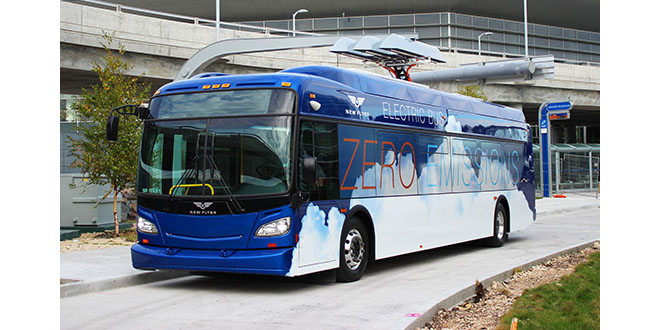 NEW FLYER
ELECTRIC BUS
ZERO EMISSIONS
NEW FLYER